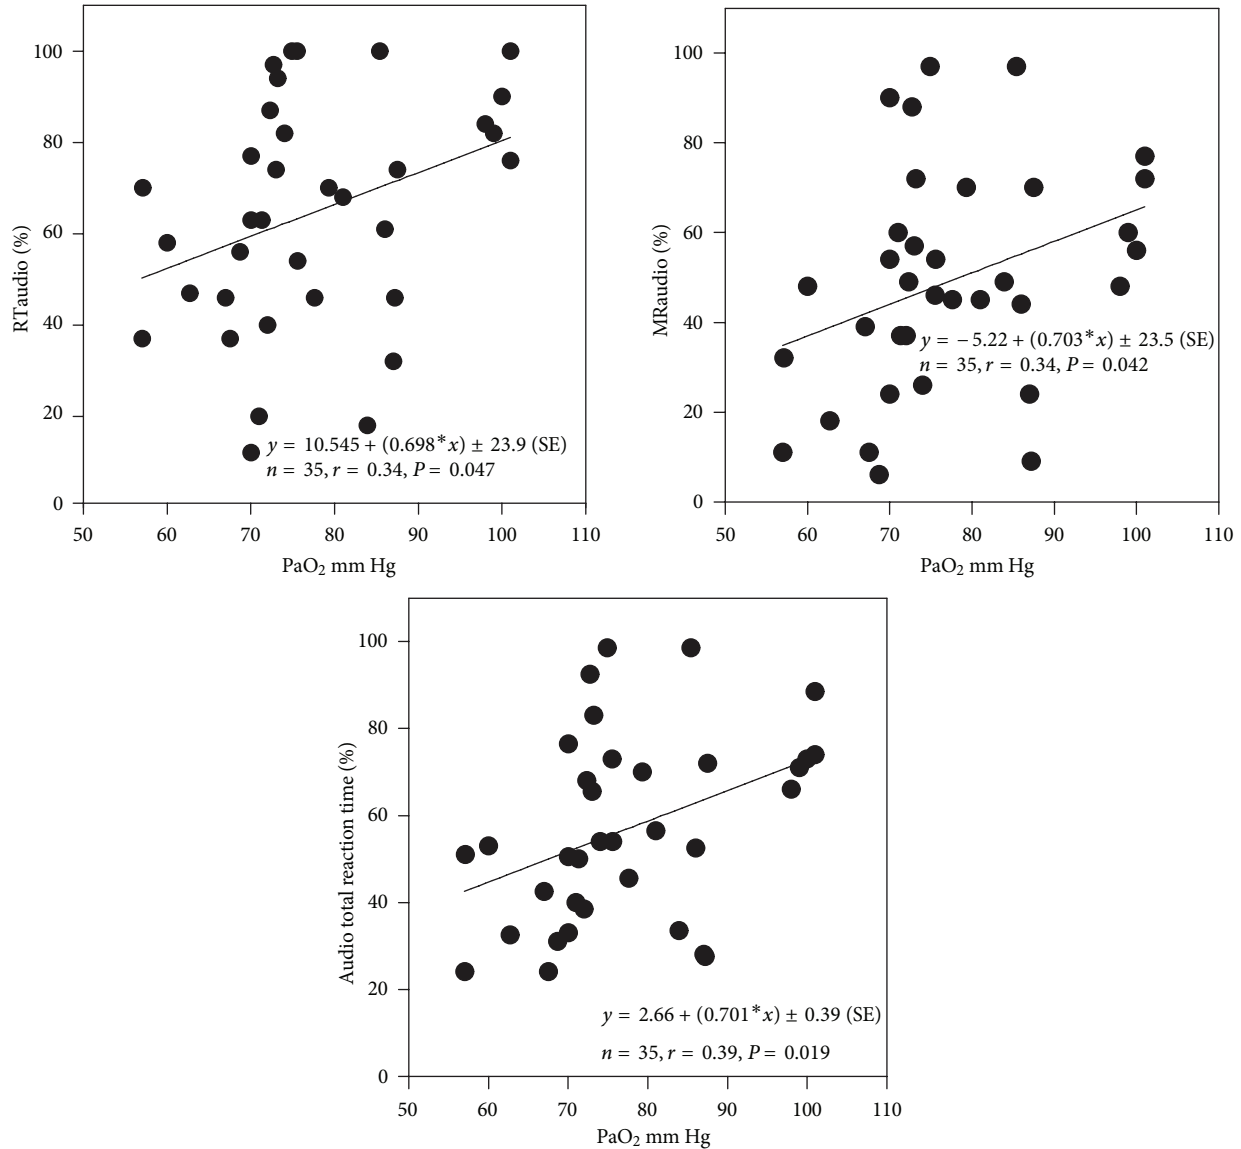 RTaudio (%)
100
80
60
40
20
0
y = 10.545 + (0.698*x) ± 23.9 (SE)
n = 35, r = 0.34, P = 0.047
50 60 70 80 90 100 110
PaO₂ mm Hg
MRaudio (%)
100
80
60
40
20
0
y = −5.22 + (0.703*x) ± 23.5 (SE)
n = 35, r = 0.34, P = 0.042
50 60 70 80 90 100 110
PaO₂ mm Hg
Audio total reaction time (%)
100
80
60
40
20
0
y = 2.66 + (0.701*x) ± 0.39 (SE)
n = 35, r = 0.39, P = 0.019
50 60 70 80 90 100 110
PaO₂ mm Hg